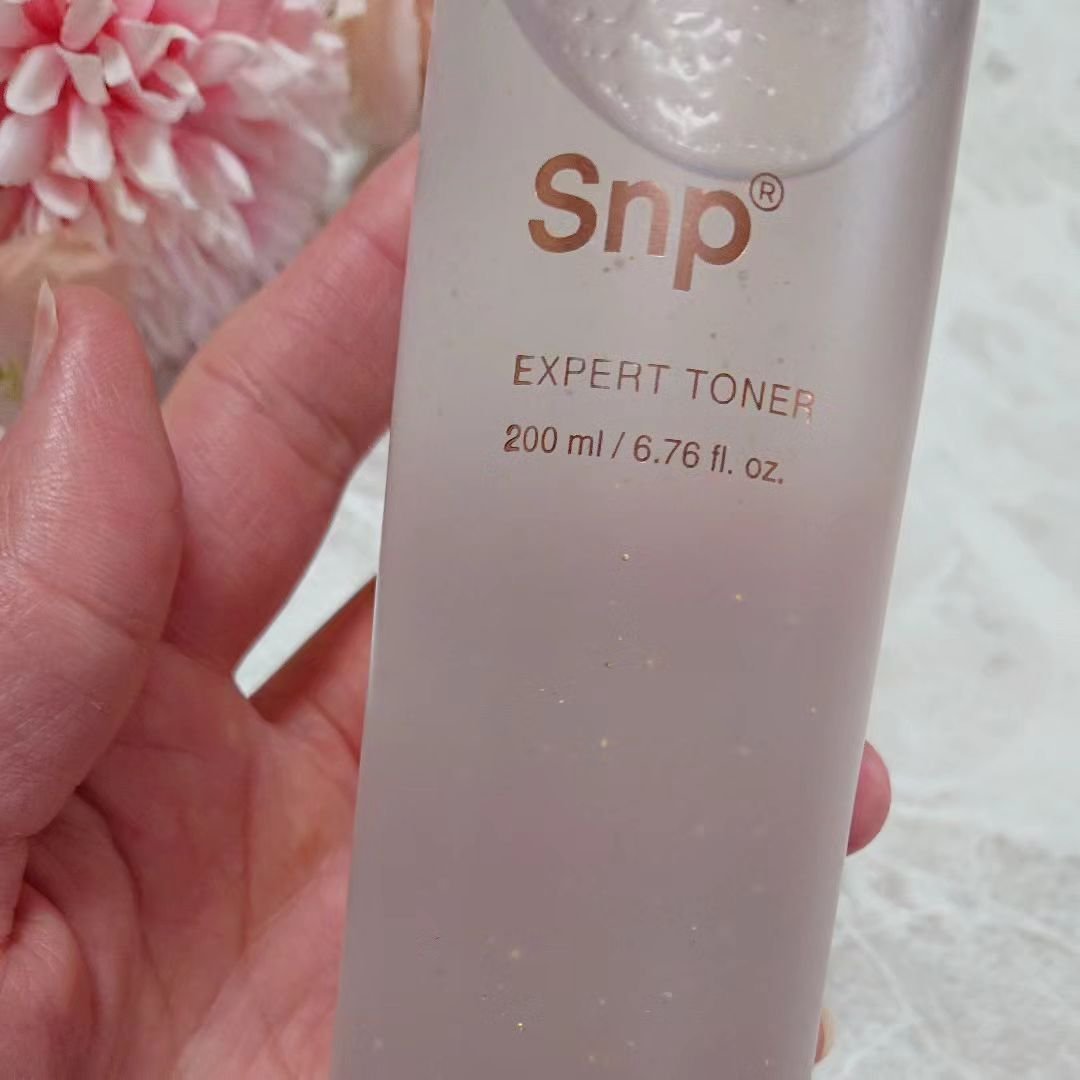 Snp®
EXPERT TONER
200 ml / 6.76 fl. oz.